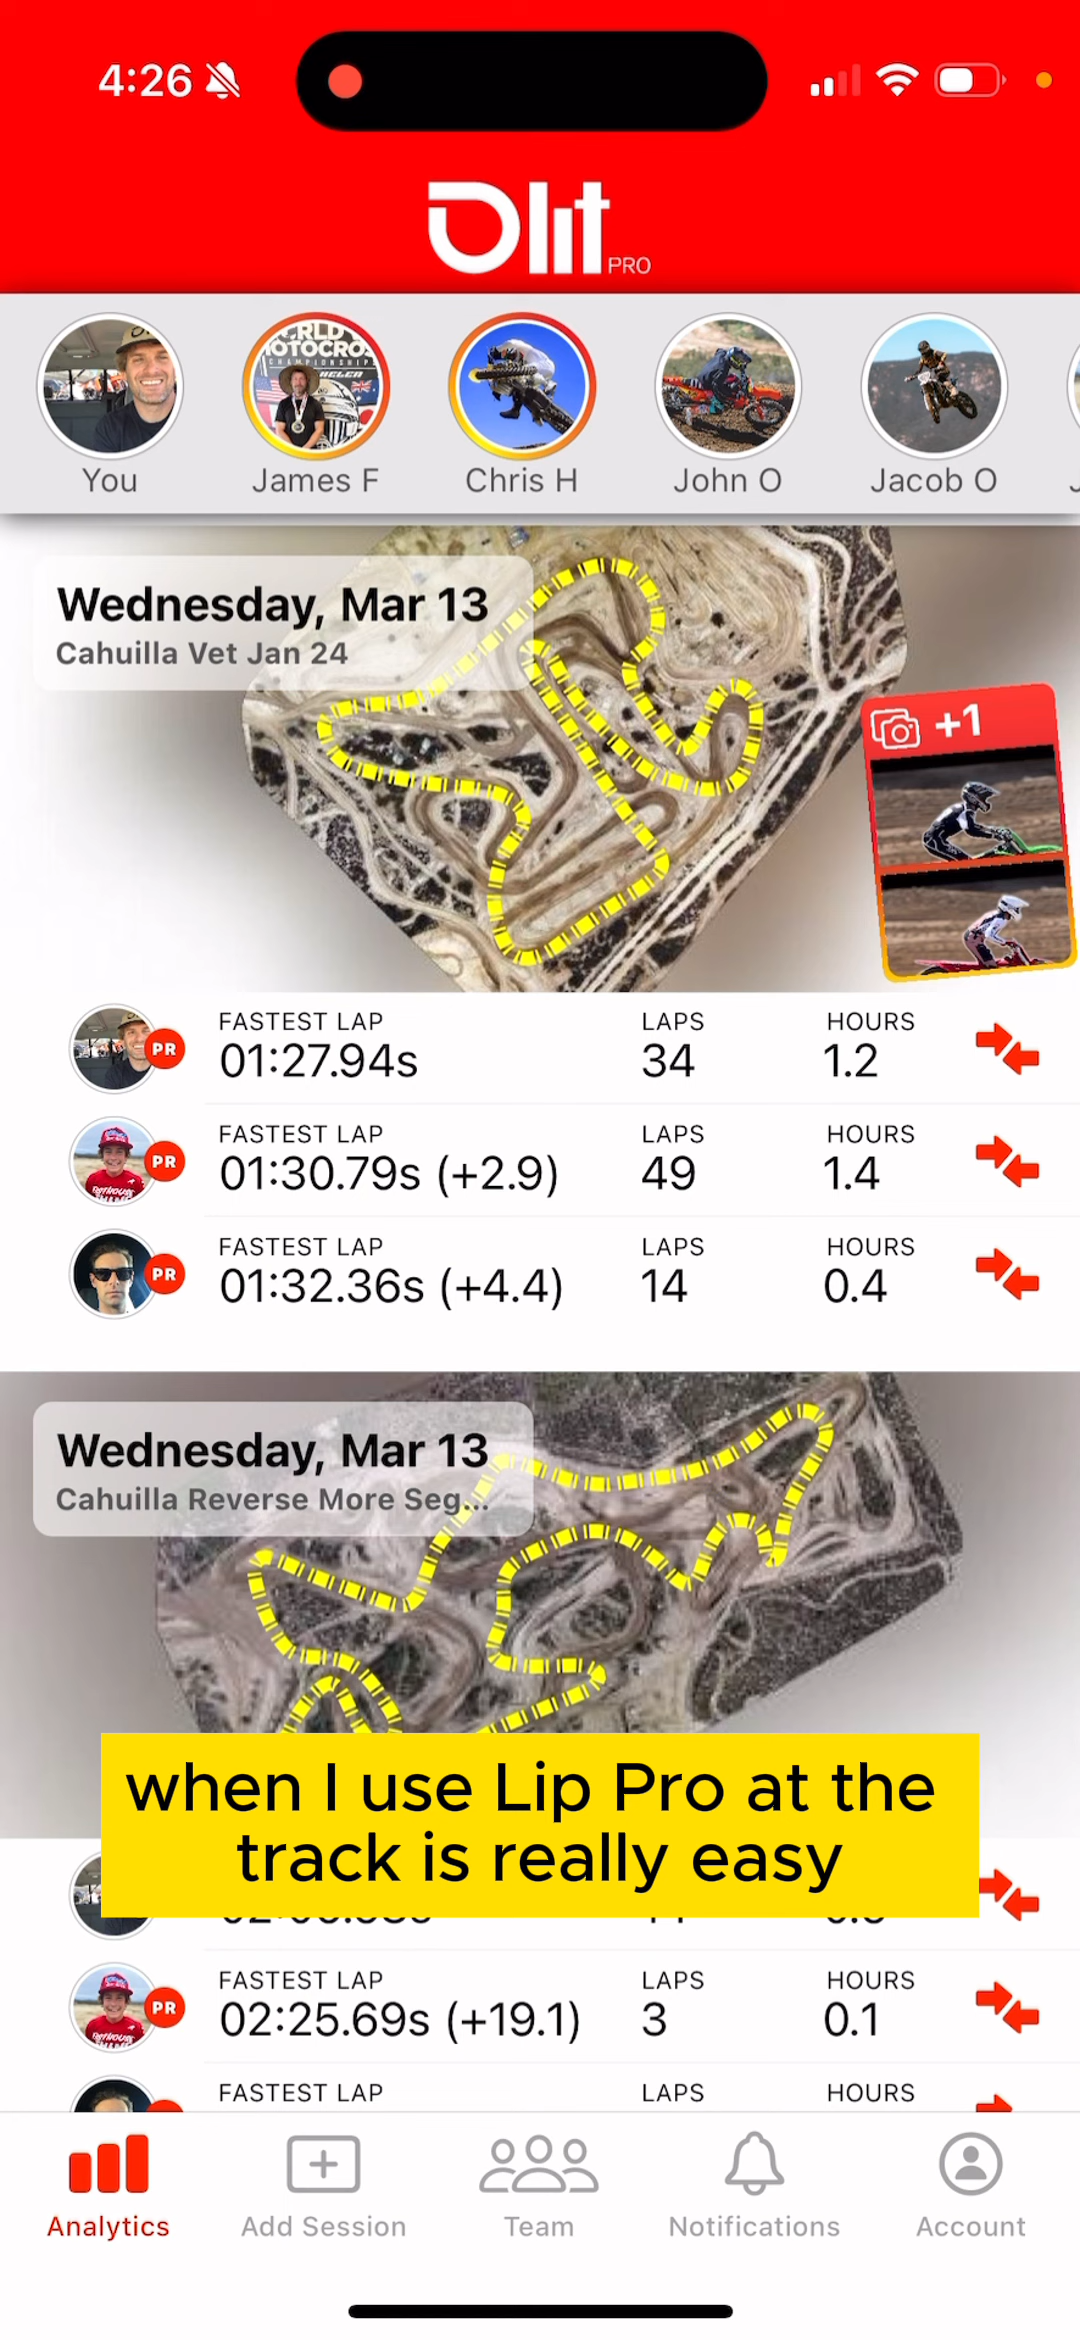 4:26
litPRO
You
James F
Chris H
John O
Jacob O
Wednesday, Mar 13
Cahuilla Vet Jan 24
+1
FASTEST LAP LAPS HOURS
PR 01:27.94s 34 1.2
FASTEST LAP LAPS HOURS
PR 01:30.79s (+2.9) 49 1.4
FASTEST LAP LAPS HOURS
PR 01:32.36s (+4.4) 14 0.4
Wednesday, Mar 13
Cahuilla Reverse More Seg...
when I use Lip Pro at the
track is really easy
FASTEST LAP LAPS HOURS
PR 02:25.69s (+19.1) 3 0.1
FASTEST LAP LAPS HOURS
Analytics
Add Session
Team
Notifications
Account